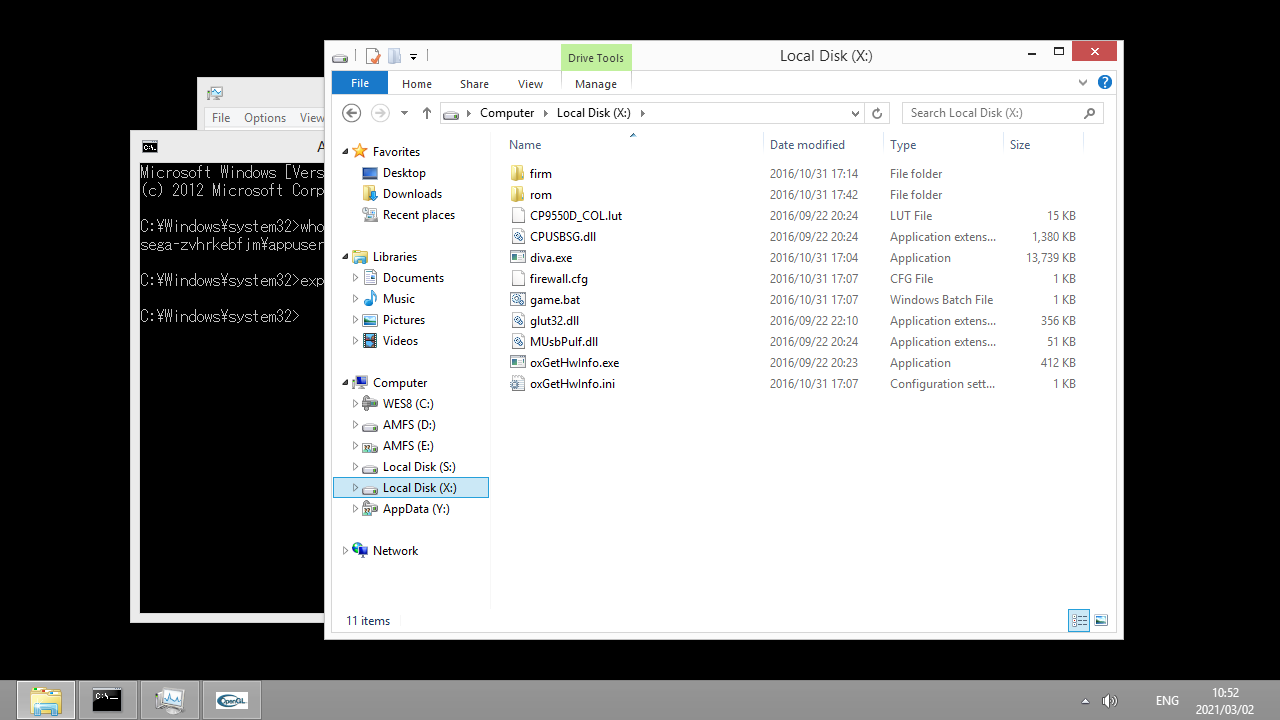 Local Disk (X:)
Drive Tools
File
Home
Share
View
Manage
Computer
Local Disk (X:)
Search Local Disk (X:)
File
Options
View
Microsoft Windows [Vers
(c) 2012 Microsoft Corp
C:¥Windows¥system32>who
sega-zvhrkebfjm¥appuser
C:¥Windows¥system32>exp
C:¥Windows¥system32>
Favorites
Desktop
Downloads
Recent places
Libraries
Documents
Music
Pictures
Videos
Computer
WES8 (C:)
AMFS (D:)
AMFS (E:)
Local Disk (S:)
Local Disk (X:)
AppData (Y:)
Network
Name Date modified Type Size
firm 2016/10/31 17:14 File folder
rom 2016/10/31 17:42 File folder
CP9550D_COL.lut 2016/09/22 20:24 LUT File 15 KB
CPUSBSG.dll 2016/09/22 20:24 Application extens... 1,380 KB
diva.exe 2016/10/31 17:04 Application 13,739 KB
firewall.cfg 2016/10/31 17:07 CFG File 1 KB
game.bat 2016/10/31 17:07 Windows Batch File 1 KB
glut32.dll 2016/09/22 22:10 Application extens... 356 KB
MUsbPulf.dll 2016/09/22 20:24 Application extens... 51 KB
oxGetHwInfo.exe 2016/09/22 20:23 Application 412 KB
oxGetHwInfo.ini 2016/10/31 17:07 Configuration sett... 1 KB
11 items
C:\
OpenGL
ENG
10:52
2021/03/02